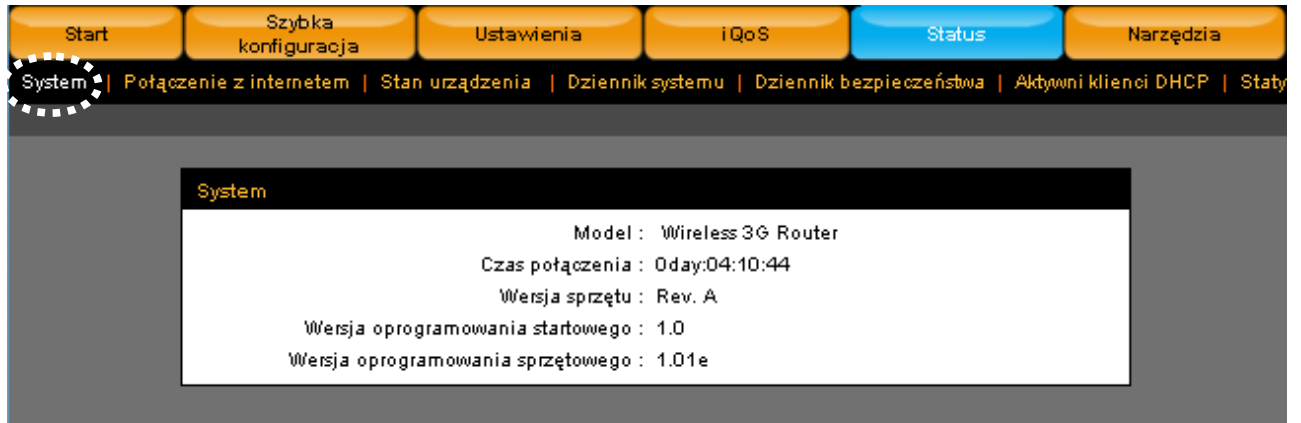 Start
Szybka
konfiguracja
Ustawienia
iQoS
Status
Narzędzia
System | Połączenie z internetem | Stan urządzenia | Dziennik systemu | Dziennik bezpieczeństwa | Aktywni klienci DHCP | Staty
System
Model : Wireless 3G Router
Czas połączenia : 0day:04:10:44
Wersja sprzętu : Rev. A
Wersja oprogramowania startowego : 1.0
Wersja oprogramowania sprzętowego : 1.01e